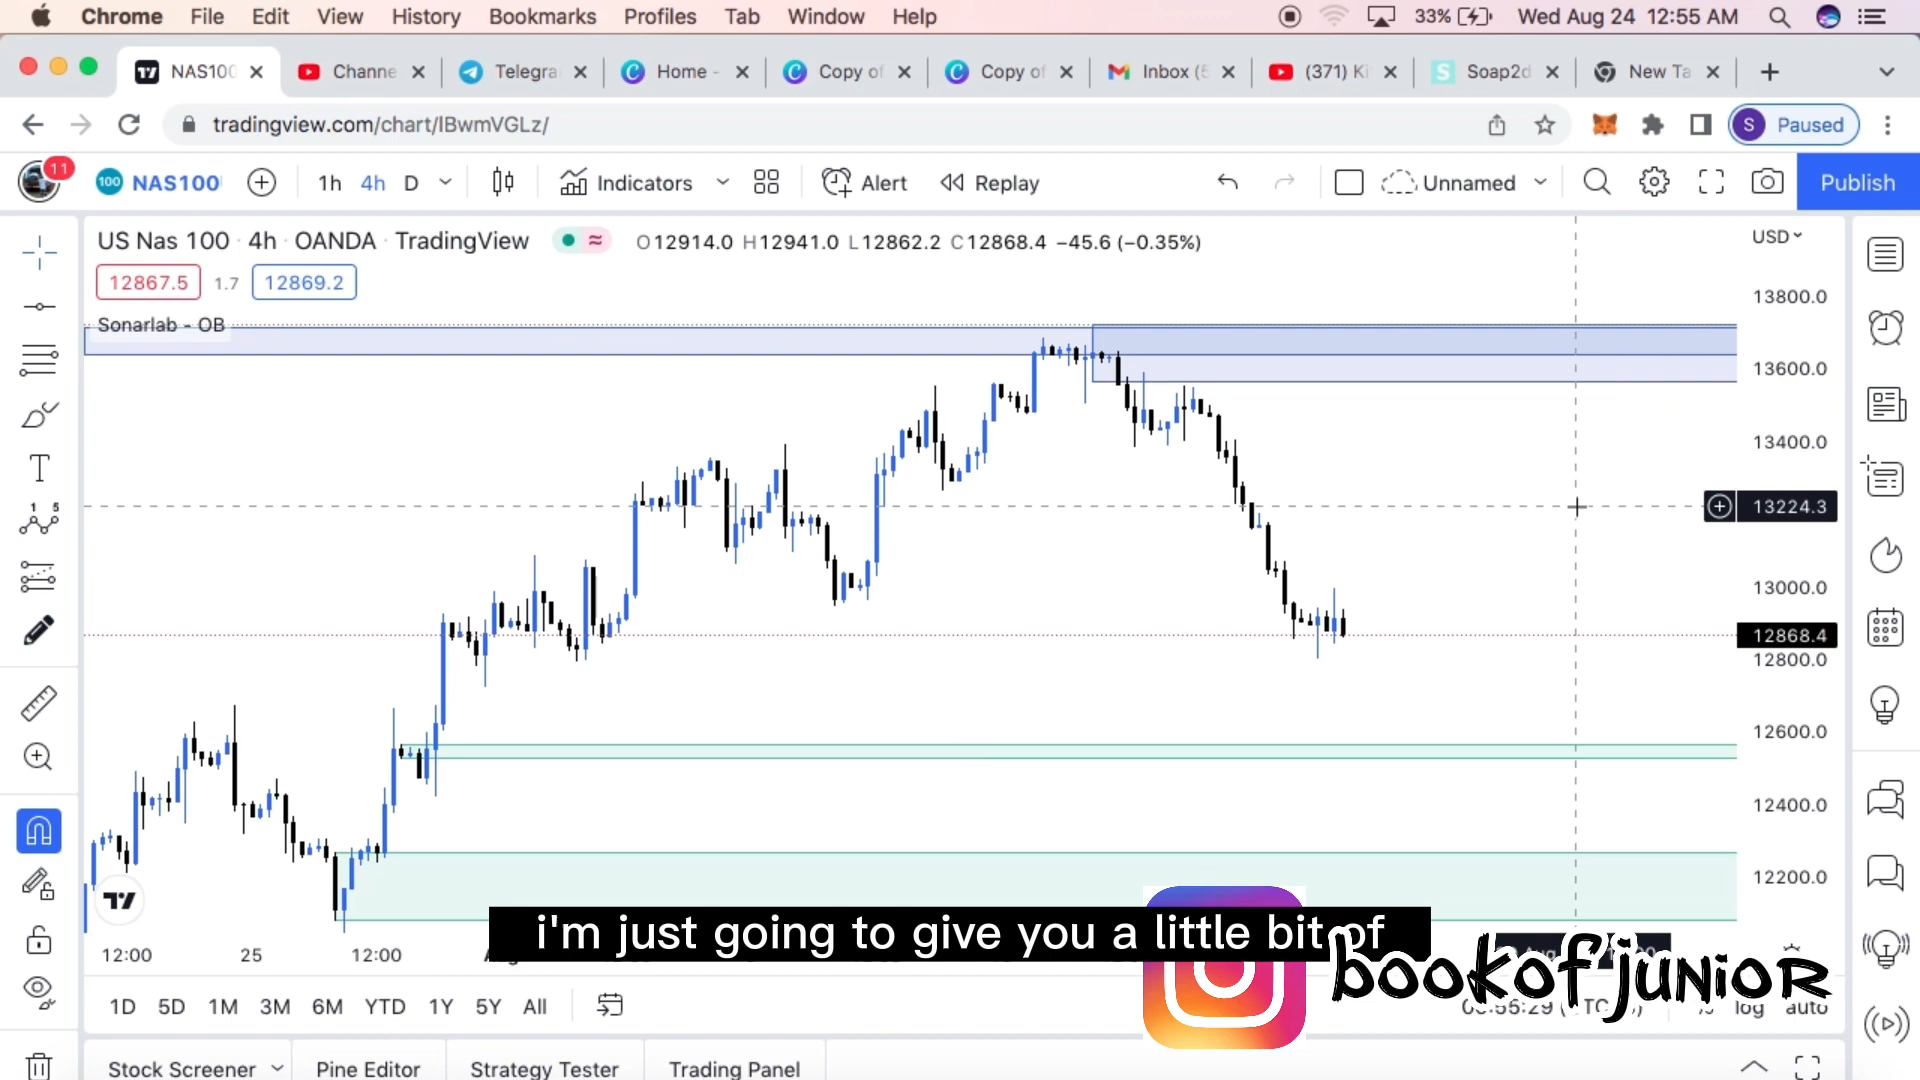 Chrome File Edit View History Bookmarks Profiles Tab Window Help 33% Wed Aug 24 12:55 AM
NAS100 Channe Telegra Home - Copy of Copy of Inbox (5 (371) Ki Soap2d New Ta
tradingview.com/chart/lBwmVGLz/ S Paused
11 100 NAS100 1h 4h D Indicators Alert Replay Unnamed Publish
US Nas 100 · 4h · OANDA · TradingView O12914.0 H12941.0 L12862.2 C12868.4 −45.6 (−0.35%) USD
12867.5 1.7 12869.2
13800.0
Sonarlab - OB
13600.0
13400.0
13224.3
13000.0
12868.4
12800.0
12600.0
12400.0
12200.0
i'm just going to give you a little bit of
12:00 25 12:00
bookofjunior
1D 5D 1M 3M 6M YTD 1Y 5Y All log auto
Stock Screener Pine Editor Strategy Tester Trading Panel